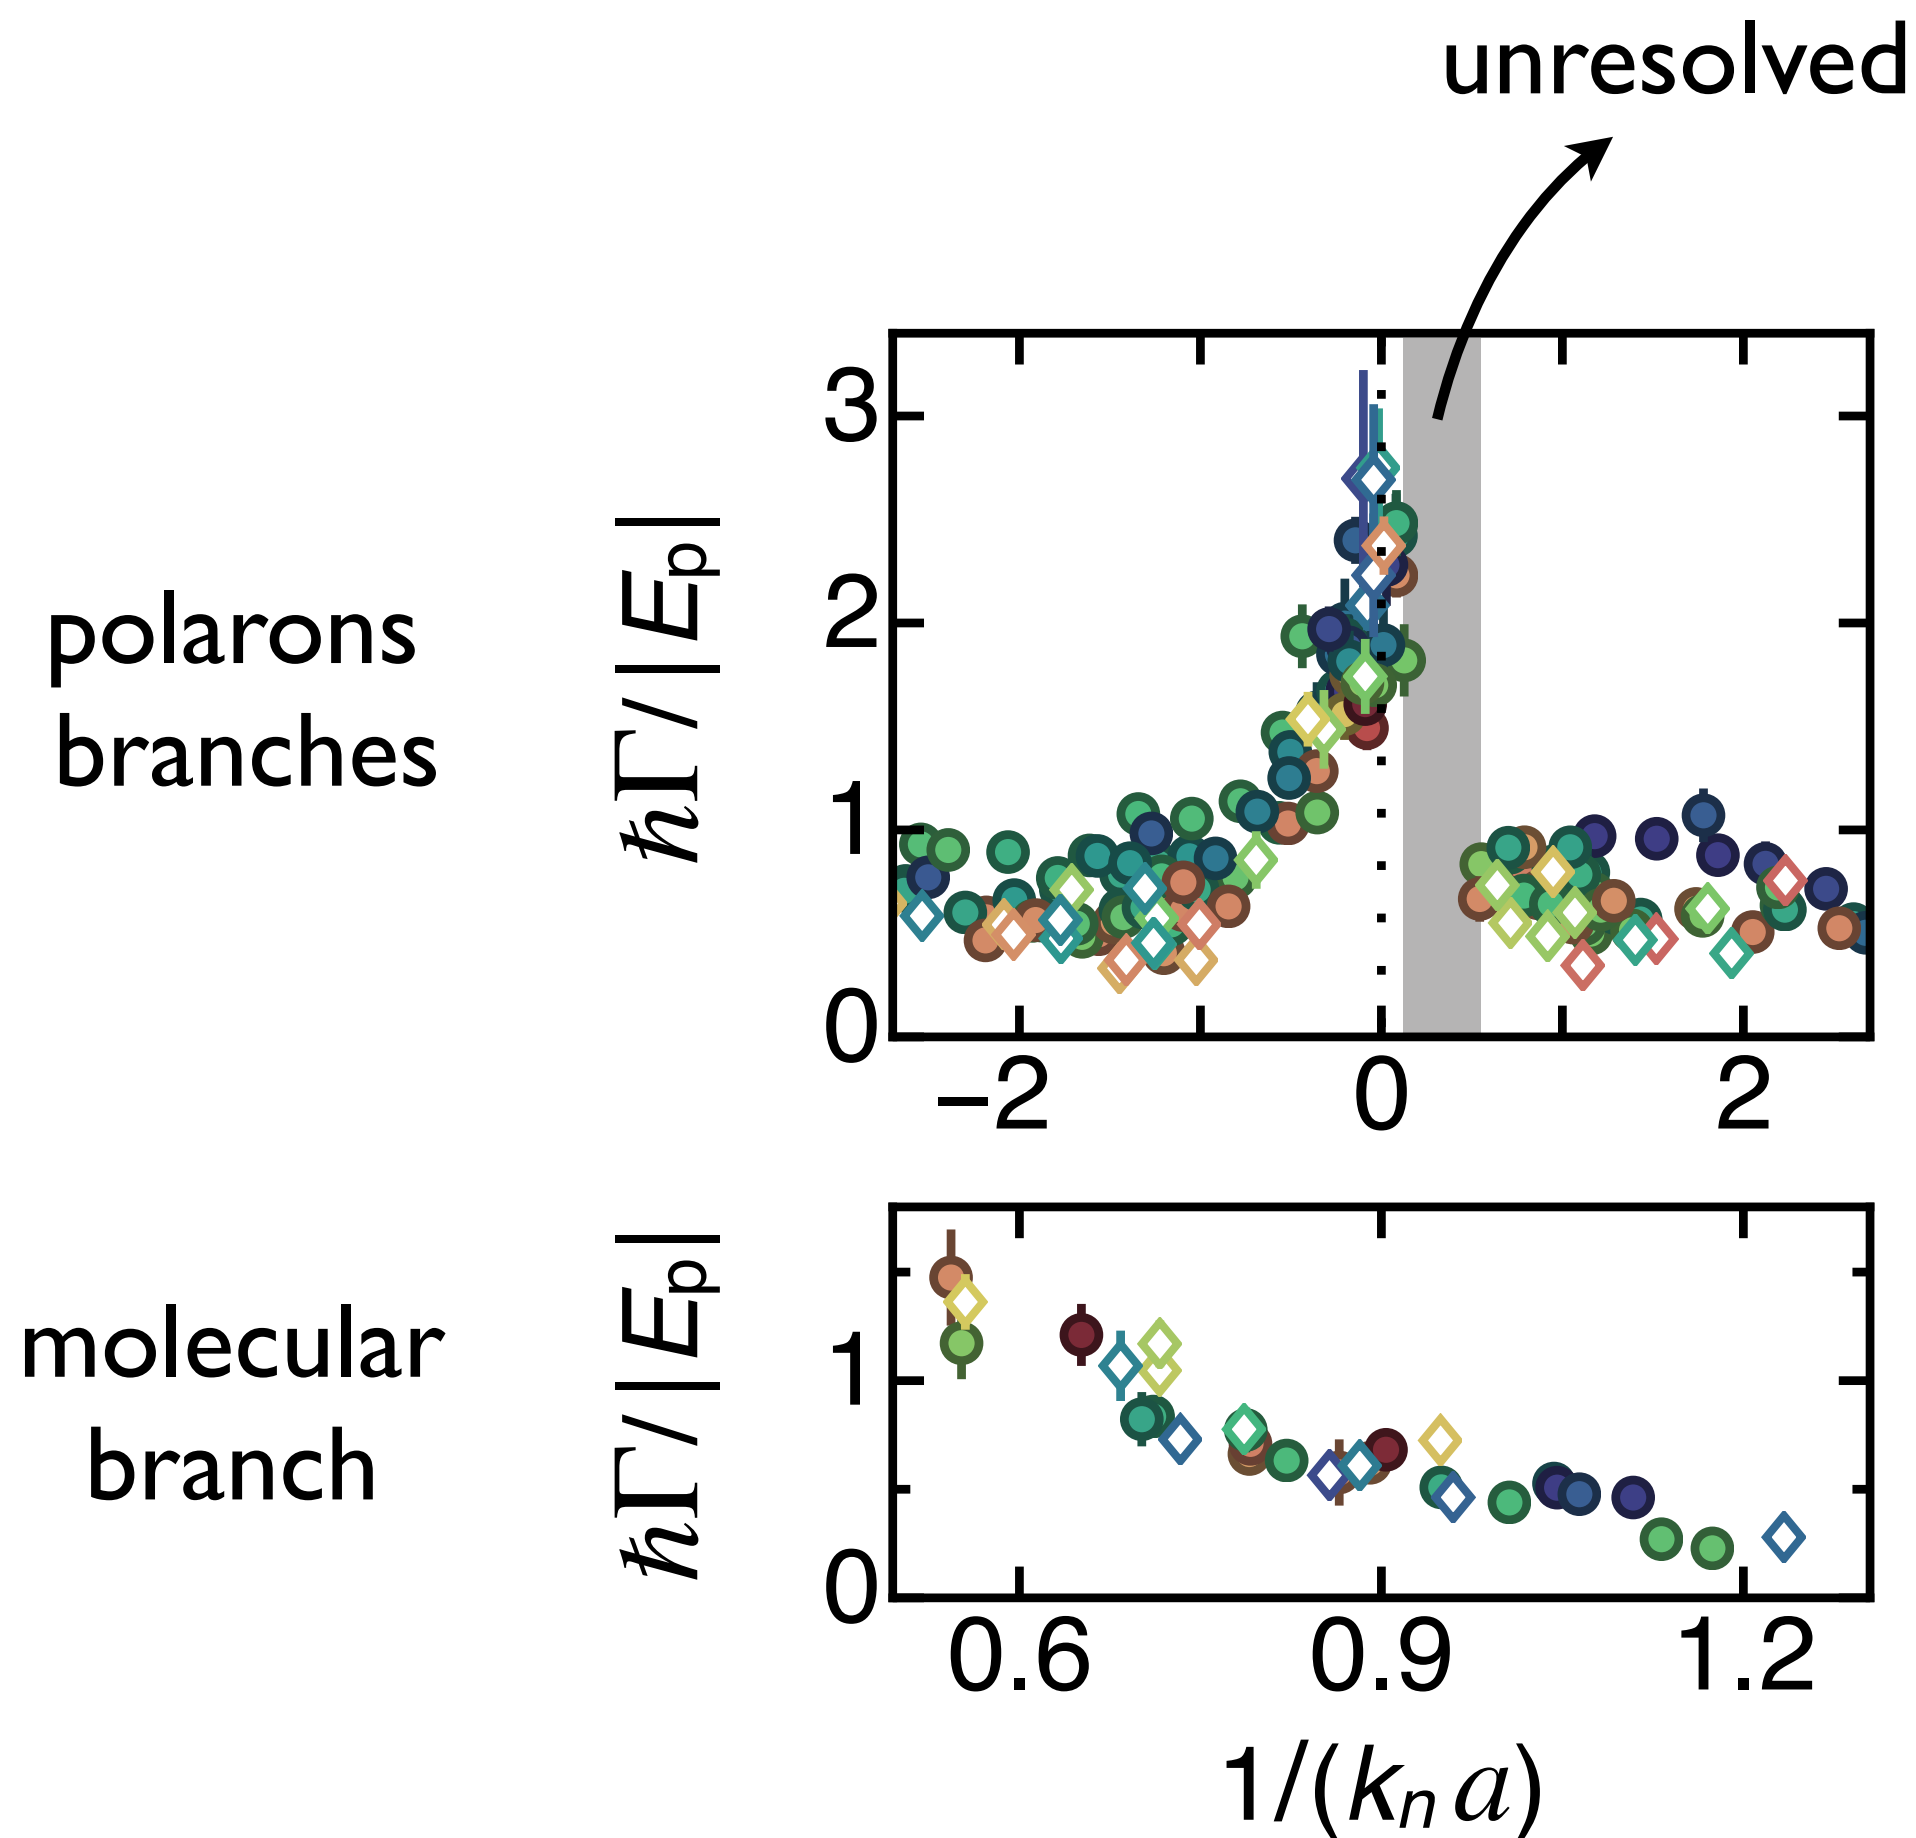 unresolved
polarons
branches
ħΓ/|Eₚ|
3
2
1
0
−2 0 2
molecular
branch
ħΓ/|Eₚ|
1
0
0.6 0.9 1.2
1/(kₙ a)